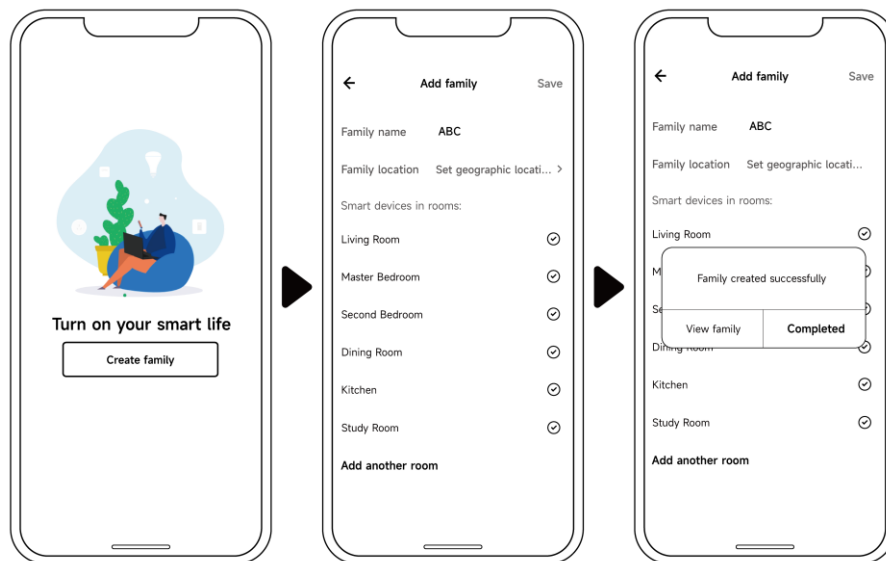 Turn on your smart life
Create family
Add family
Save
Family name ABC
Family location Set geographic locati...
Smart devices in rooms:
Living Room
Master Bedroom
Second Bedroom
Dining Room
Kitchen
Study Room
Add another room
Add family
Save
Family name ABC
Family location Set geographic locati...
Smart devices in rooms:
Living Room
M
Family created successfully
Se
View family
Completed
Dining Room
Kitchen
Study Room
Add another room